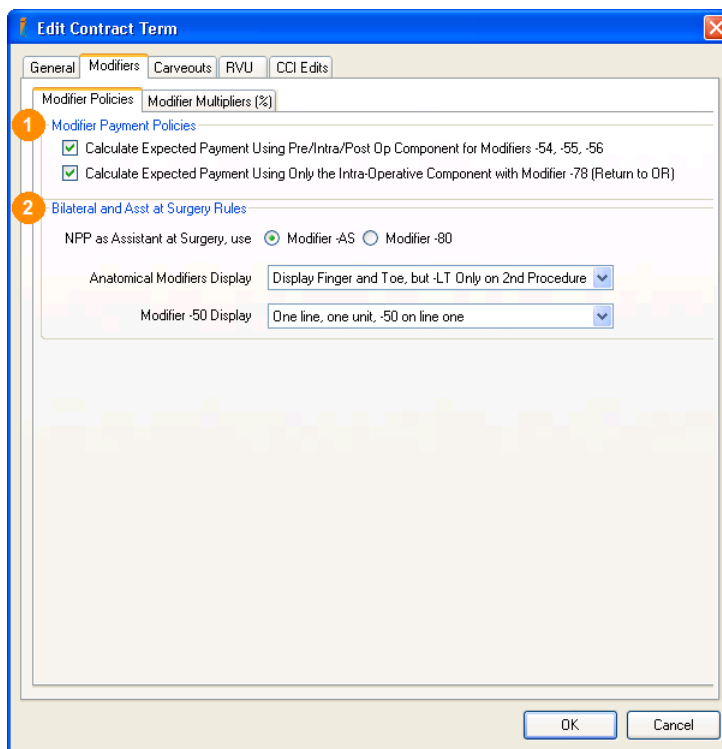 Edit Contract Term
General Modifiers Carveouts RVU CCI Edits
Modifier Policies Modifier Multipliers (%)
1 Modifier Payment Policies
Calculate Expected Payment Using Pre/Intra/Post Op Component for Modifiers -54, -55, -56
Calculate Expected Payment Using Only the Intra-Operative Component with Modifier -78 (Return to OR)
2 Bilateral and Asst at Surgery Rules
NPP as Assistant at Surgery, use Modifier -AS Modifier -80
Anatomical Modifiers Display Display Finger and Toe, but -LT Only on 2nd Procedure
Modifier -50 Display One line, one unit, -50 on line one
OK Cancel